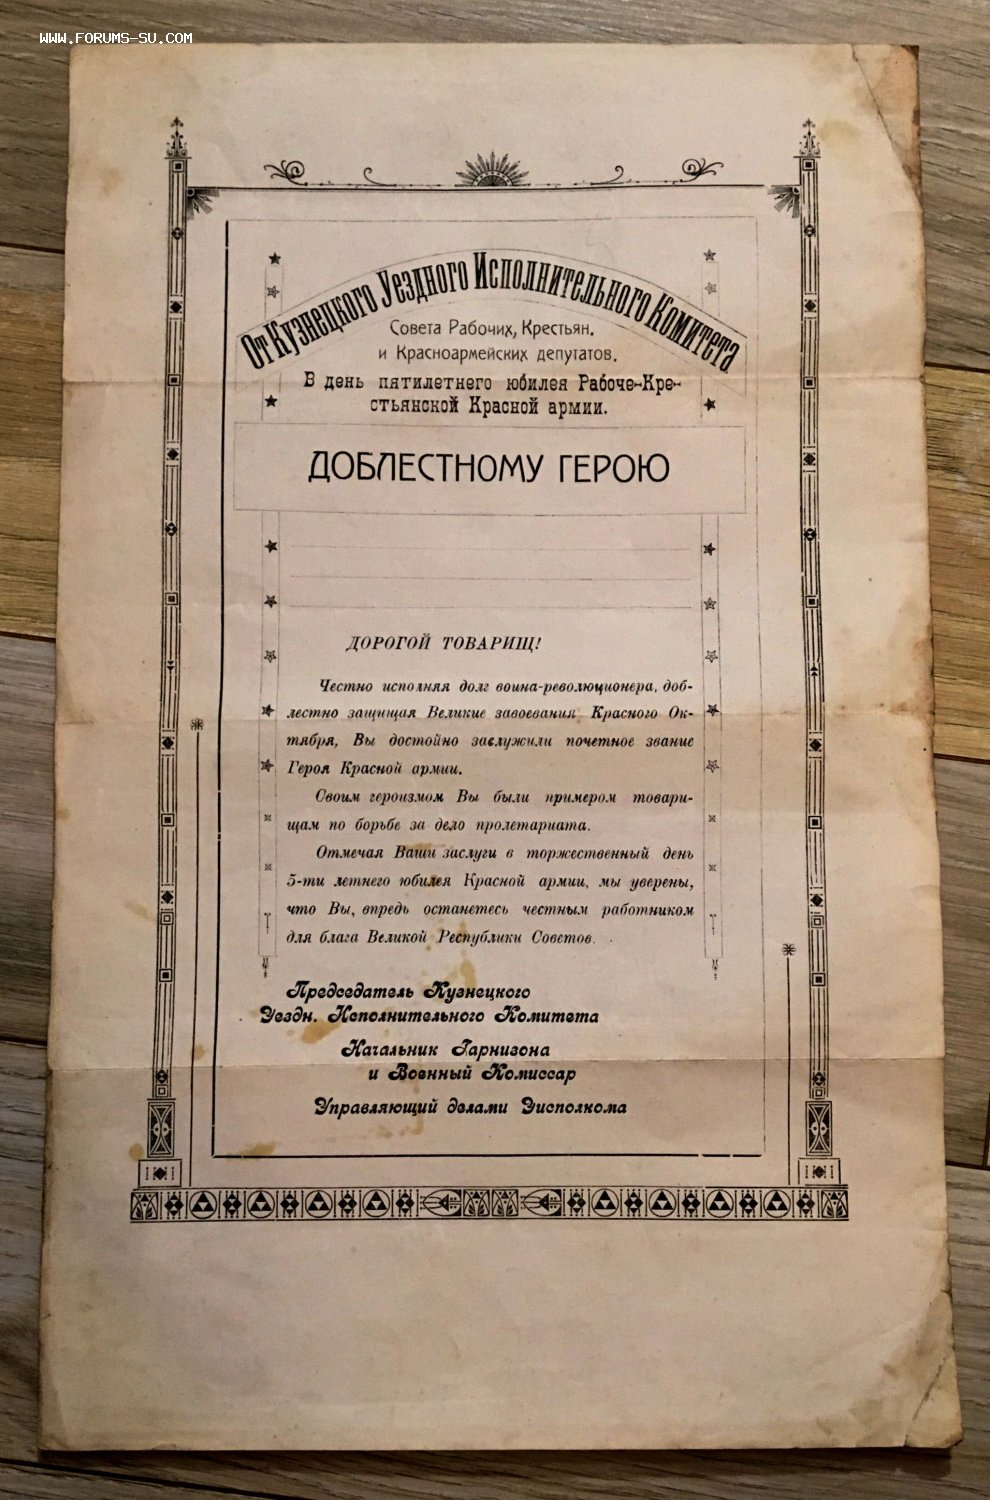 WWW.FORUMS-SU.COM
От Кузнецкого Уездного Исполнительного Комитета
Совета Рабочих, Крестьян.
и Красноармейских депутатов.
В день пятилетнего юбилея Рабоче-Кре-
стьянской Красной армии.
ДОБЛЕСТНОМУ ГЕРОЮ
ДОРОГОЙ ТОВАРИЩ!
Честно исполняя долг воина-революционера, доб-
лестно защищая Великие завоевания Красного Ок-
тября, Вы достойно заслужили почетное звание
Героя Красной армии.
Своим героизмом Вы были примером товари-
щам по борьбе за дело пролетариата.
Отмечая Ваши заслуги в торжественный день
5-ти летнего юбилея Красной армии, мы уверены,
что Вы, впредь останетесь честным работником
для блага Великой Республики Советов.
Председатель Кузнецкого
Уездн. Исполнительного Комитета
Начальник Гарнизона
и Военный Комиссар
Управляющий делами Уисполкома